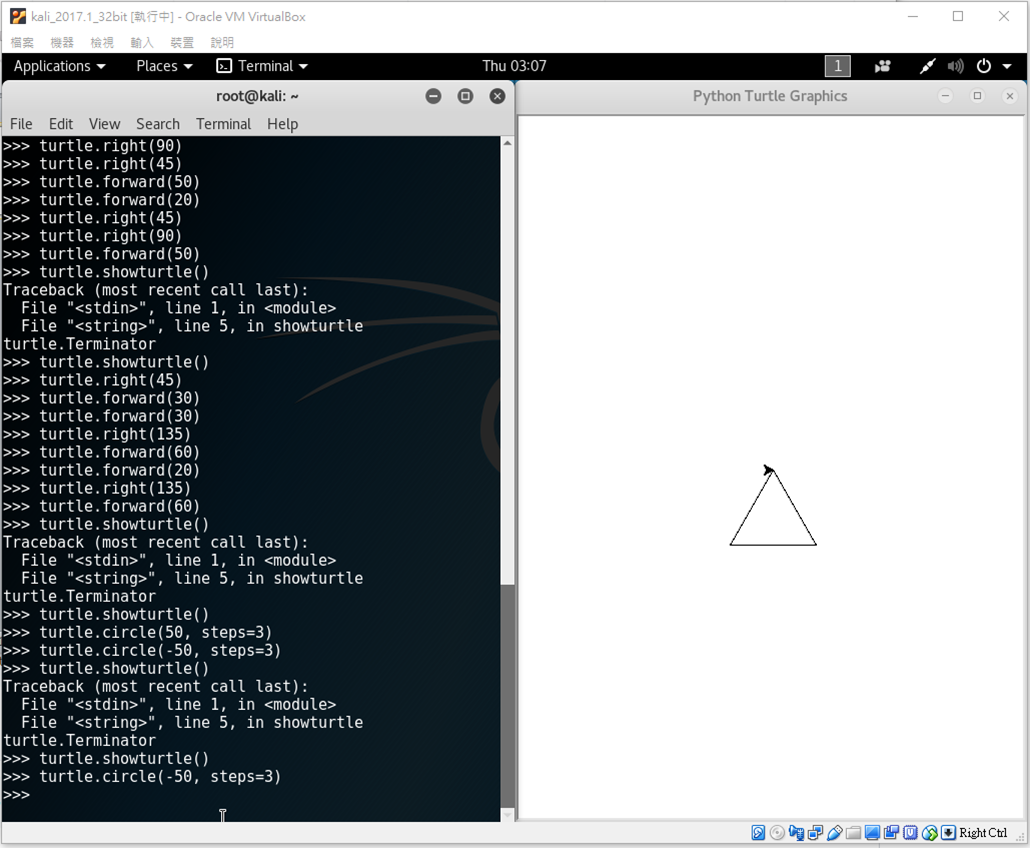 kali_2017.1_32bit [執行中] - Oracle VM VirtualBox
檔案 機器 檢視 輸入 裝置 說明
Applications Places Terminal Thu 03:07 1
root@kali: ~
Python Turtle Graphics
File Edit View Search Terminal Help
>>> turtle.right(90)
>>> turtle.right(45)
>>> turtle.forward(50)
>>> turtle.forward(20)
>>> turtle.right(45)
>>> turtle.right(90)
>>> turtle.forward(50)
>>> turtle.showturtle()
Traceback (most recent call last):
  File "<stdin>", line 1, in <module>
  File "<string>", line 5, in showturtle
turtle.Terminator
>>> turtle.showturtle()
>>> turtle.right(45)
>>> turtle.forward(30)
>>> turtle.forward(30)
>>> turtle.right(135)
>>> turtle.forward(60)
>>> turtle.forward(20)
>>> turtle.right(135)
>>> turtle.forward(60)
>>> turtle.showturtle()
Traceback (most recent call last):
  File "<stdin>", line 1, in <module>
  File "<string>", line 5, in showturtle
turtle.Terminator
>>> turtle.showturtle()
>>> turtle.circle(50, steps=3)
>>> turtle.circle(-50, steps=3)
>>> turtle.showturtle()
Traceback (most recent call last):
  File "<stdin>", line 1, in <module>
  File "<string>", line 5, in showturtle
turtle.Terminator
>>> turtle.showturtle()
>>> turtle.circle(-50, steps=3)
>>>
Right Ctrl